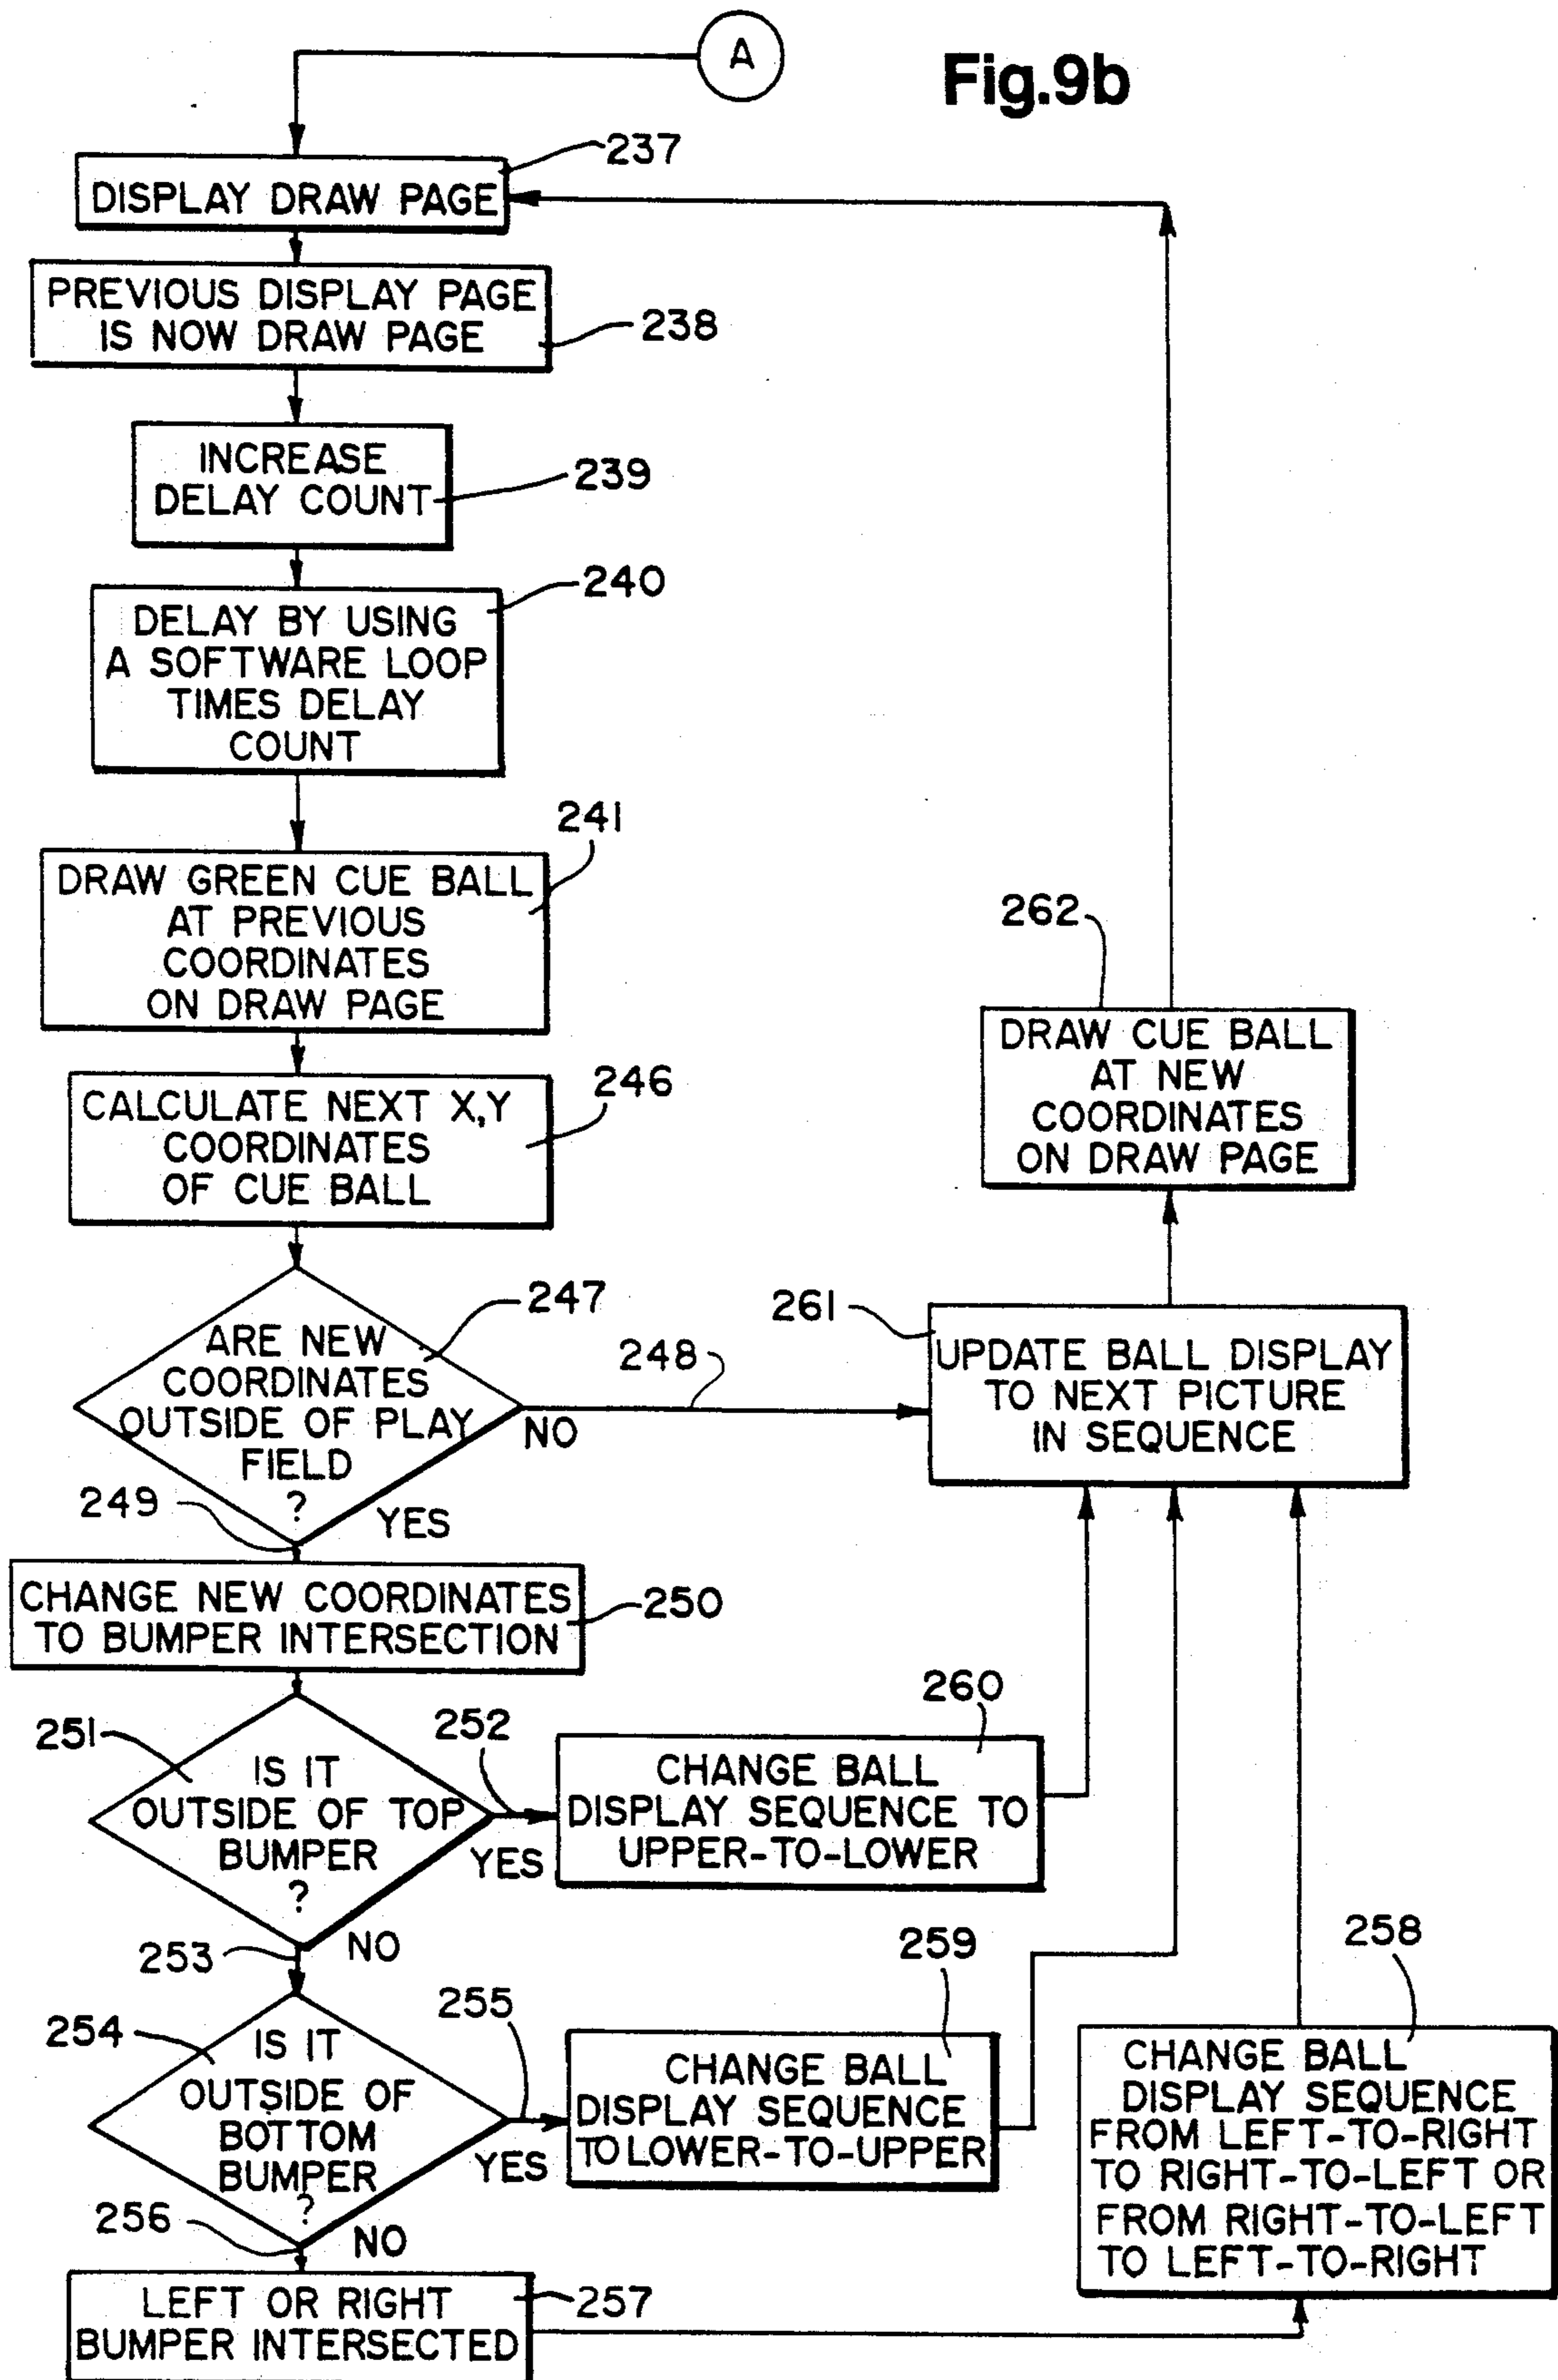 A
Fig.9b
237
DISPLAY DRAW PAGE
PREVIOUS DISPLAY PAGE
IS NOW DRAW PAGE
238
INCREASE
DELAY COUNT
239
240
DELAY BY USING
A SOFTWARE LOOP
TIMES DELAY
COUNT
241
DRAW GREEN CUE BALL
AT PREVIOUS
COORDINATES
ON DRAW PAGE
262
DRAW CUE BALL
AT NEW
COORDINATES
ON DRAW PAGE
246
CALCULATE NEXT X,Y
COORDINATES
OF CUE BALL
247
ARE NEW
COORDINATES
OUTSIDE OF PLAY
FIELD
?
248
NO
261
UPDATE BALL DISPLAY
TO NEXT PICTURE
IN SEQUENCE
249
YES
CHANGE NEW COORDINATES
TO BUMPER INTERSECTION
250
251
IS IT
OUTSIDE OF TOP
BUMPER
?
252
YES
260
CHANGE BALL
DISPLAY SEQUENCE TO
UPPER-TO-LOWER
253
NO
254
IS IT
OUTSIDE OF
BOTTOM
BUMPER
?
255
YES
259
CHANGE BALL
DISPLAY SEQUENCE
TO LOWER-TO-UPPER
258
CHANGE BALL
DISPLAY SEQUENCE
FROM LEFT-TO-RIGHT
TO RIGHT-TO-LEFT OR
FROM RIGHT-TO-LEFT
TO LEFT-TO-RIGHT
256
NO
LEFT OR RIGHT
BUMPER INTERSECTED
257